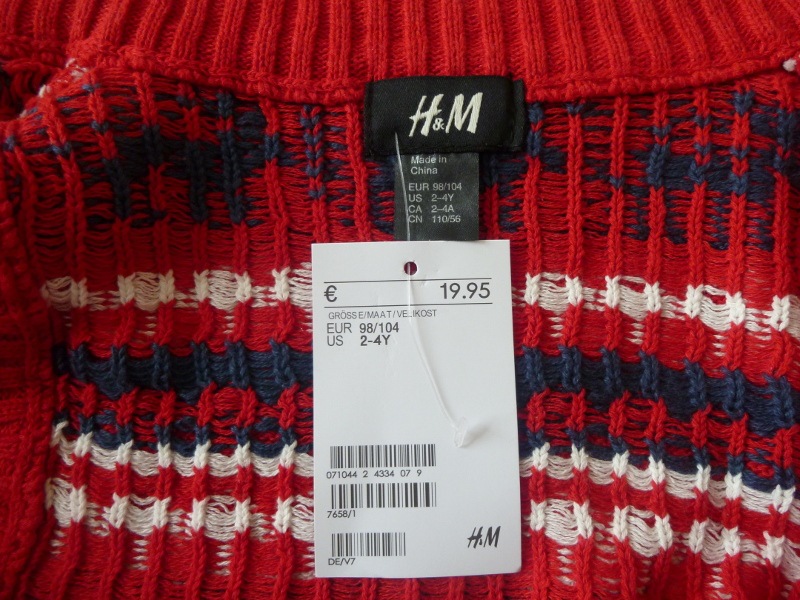 H&M
Made in
China
EUR 98/104
US 2–4Y
CA 2–4A
CN 110/56
€ 19.95
GRÖSSE/MAAT/VELIKOST
EUR 98/104
US 2–4Y
071044 2 4334 07 9
7658/1
H&M
DE/V7